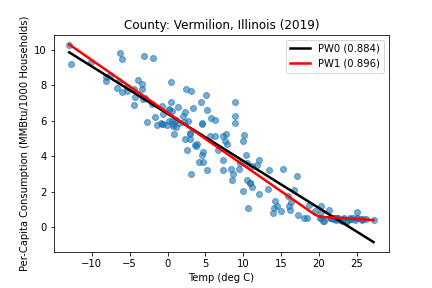 County: Vermilion, Illinois (2019)
PW0 (0.884)
PW1 (0.896)
Per-Capita Consumption (MMBtu/1000 Households)
10
8
6
4
2
0
−10 −5 0 5 10 15 20 25
Temp (deg C)